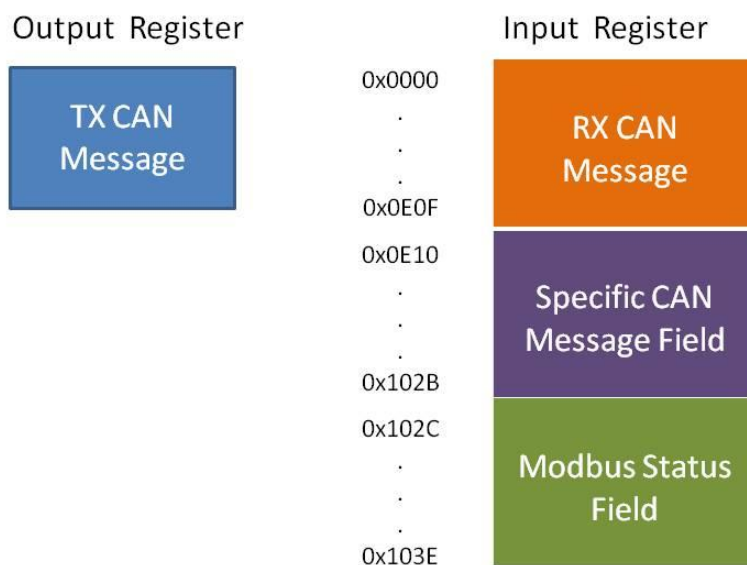 Output Register
Input Register
TX CAN
Message
0x0000
.
.
.
0x0E0F
RX CAN
Message
0x0E10
.
.
.
0x102B
Specific CAN
Message Field
0x102C
.
.
.
0x103E
Modbus Status
Field